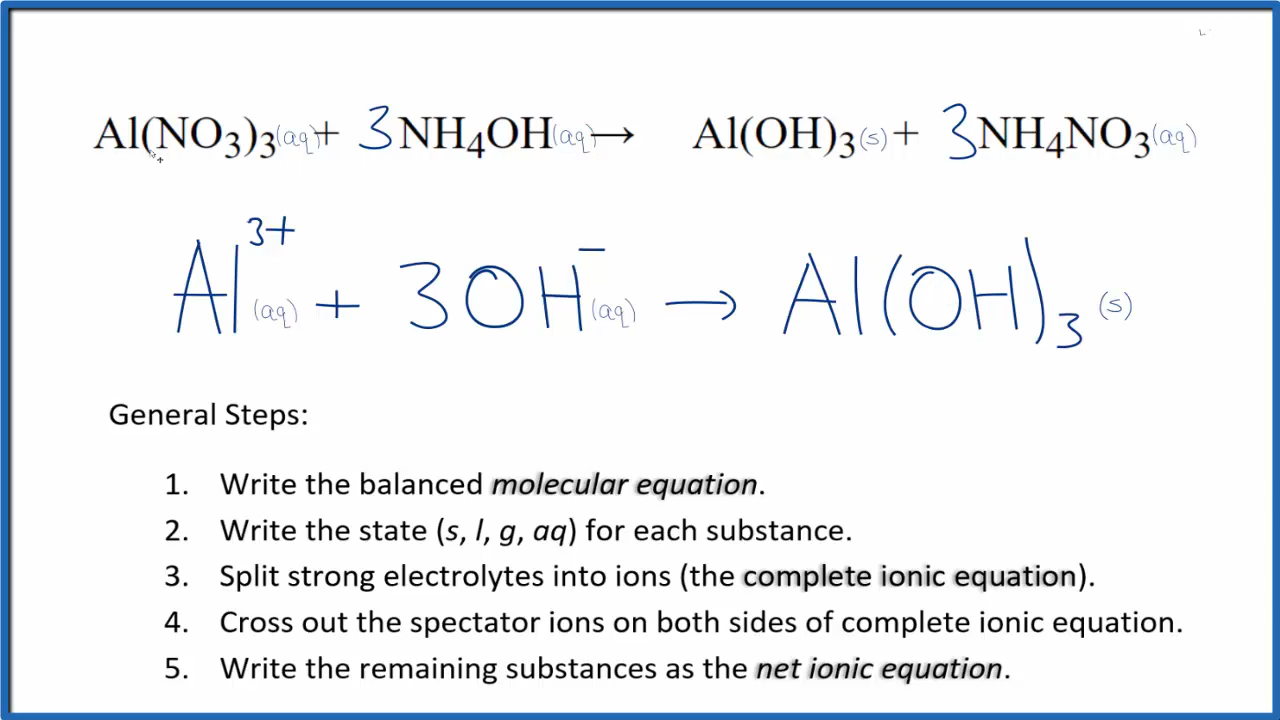 Al(NO₃)₃(aq) + 3NH₄OH(aq) → Al(OH)₃(s) + 3NH₄NO₃(aq)
Al³⁺(aq) + 3OH⁻(aq) → Al(OH)₃(s)
General Steps:
1. Write the balanced molecular equation.
2. Write the state (s, l, g, aq) for each substance.
3. Split strong electrolytes into ions (the complete ionic equation).
4. Cross out the spectator ions on both sides of complete ionic equation.
5. Write the remaining substances as the net ionic equation.